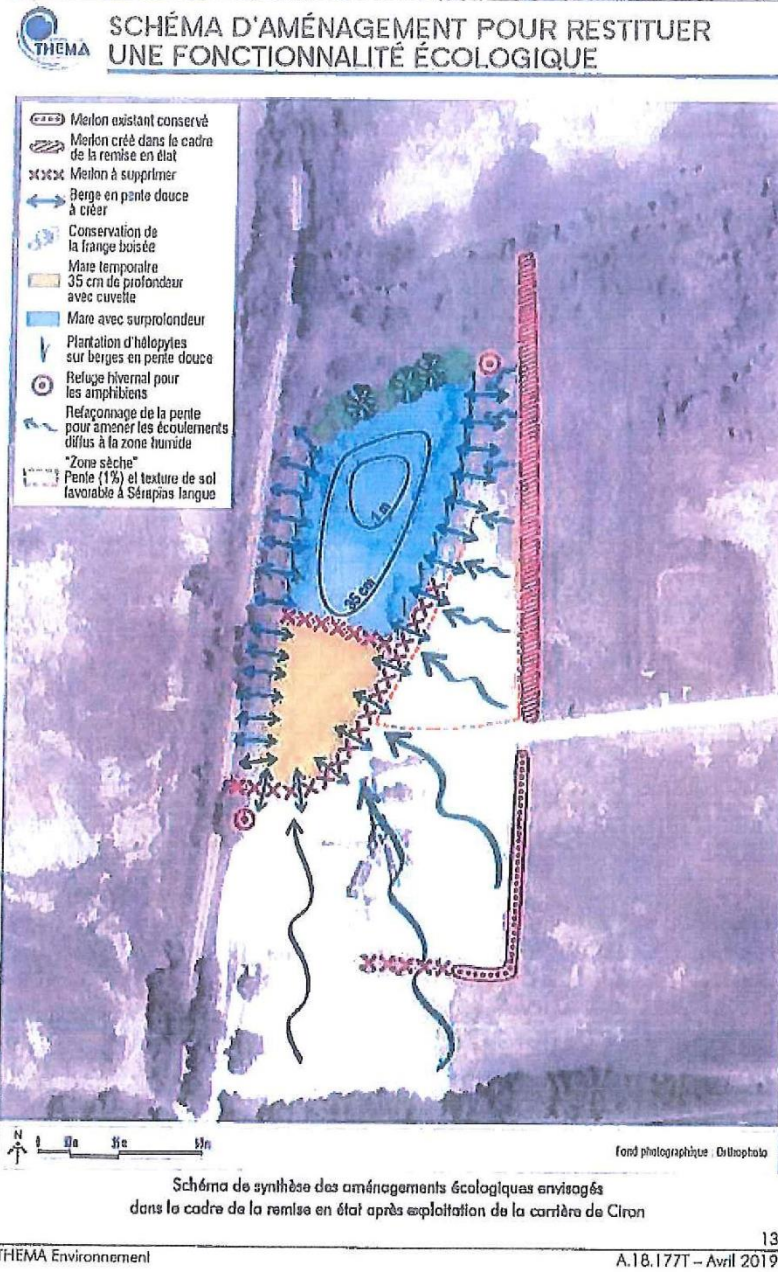 THEMA
SCHÉMA D'AMÉNAGEMENT POUR RESTITUER
UNE FONCTIONNALITÉ ÉCOLOGIQUE
Merlon existant conservé
Merlon créé dans le cadre
de la remise en état
Merlon à supprimer
Berge en pente douce
à créer
Conservation de
la frange boisée
Mare temporaire
35 cm de profondeur
avec cuvette
Mare avec surprofondeur
Plantation d'hélopytes
sur berges en pente douce
Refuge hivernal pour
les amphibiens
Refaçonnage de la pente
pour amener les écoulements
diffus à la zone humide
"Zone sèche"
Pente (1%) et texture de sol
favorable à Sérapias langue
1 m
35 cm
N
0
Fond photographique : Orthophoto
Schéma de synthèse des aménagements écologiques envisagés
dans le cadre de la remise en état après exploitation de la carrière de Ciron
13
THEMA Environnement
A.18.177T – Avril 2019